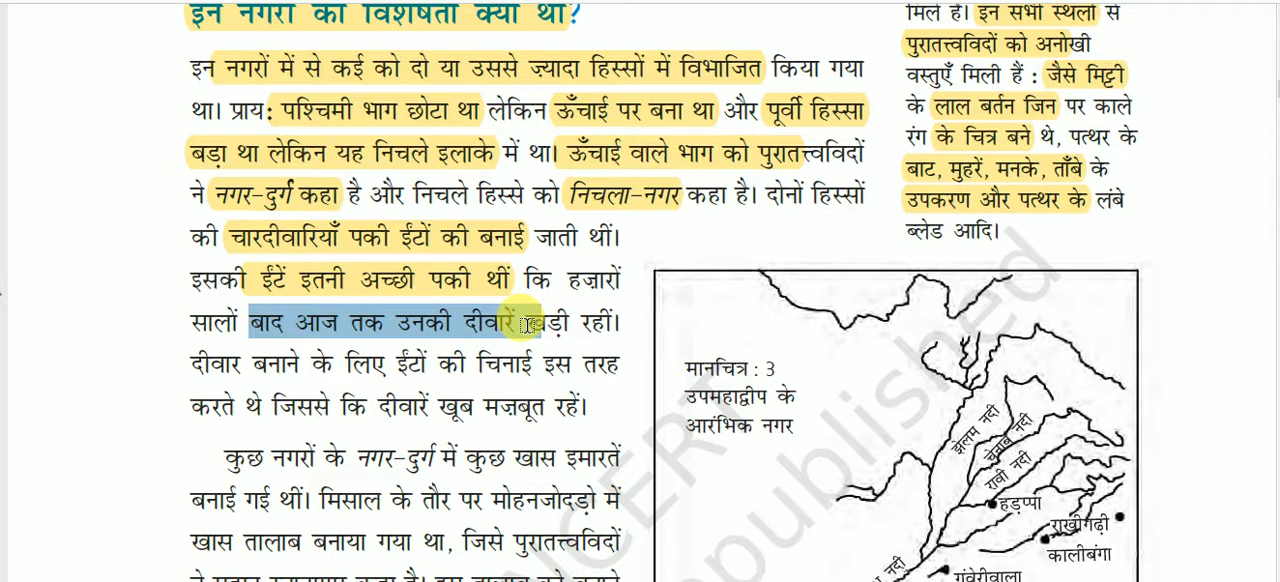 इन नगरों की विशेषता क्या थी?
इन नगरों में से कई को दो या उससे ज़्यादा हिस्सों में विभाजित किया गया
था। प्राय: पश्चिमी भाग छोटा था लेकिन ऊँचाई पर बना था और पूर्वी हिस्सा
बड़ा था लेकिन यह निचले इलाके में था। ऊँचाई वाले भाग को पुरातत्त्वविदों
ने नगर-दुर्ग कहा है और निचले हिस्से को निचला-नगर कहा है। दोनों हिस्सों
की चारदीवारियाँ पकी ईंटों की बनाई जाती थीं।
इसकी ईंटें इतनी अच्छी पकी थीं कि हज़ारों
सालों बाद आज तक उनकी दीवारें खड़ी रहीं।
दीवार बनाने के लिए ईंटों की चिनाई इस तरह
करते थे जिससे कि दीवारें खूब मज़बूत रहें।
कुछ नगरों के नगर-दुर्ग में कुछ खास इमारतें
बनाई गई थीं। मिसाल के तौर पर मोहनजोदड़ो में
खास तालाब बनाया गया था, जिसे पुरातत्त्वविदों
मिले हैं। इन सभी स्थलों से
पुरातत्त्वविदों को अनोखी
वस्तुएँ मिली हैं : जैसे मिट्टी
के लाल बर्तन जिन पर काले
रंग के चित्र बने थे, पत्थर के
बाट, मुहरें, मनके, ताँबे के
उपकरण और पत्थर के लंबे
ब्लेड आदि।
मानचित्र : 3
उपमहाद्वीप के
आरंभिक नगर
झेलम नदी
चेनाब नदी
रावी नदी
हड़प्पा
राखीगढ़ी
कालीबंगा
गंवेरीवाला
नदी
NCERT
republished